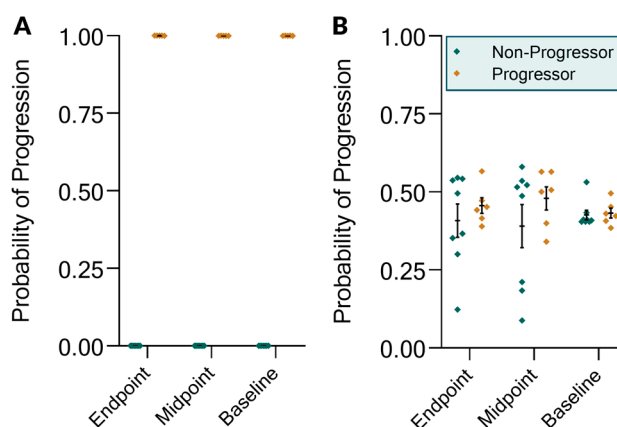 A
Probability of Progression
1.00
0.75
0.50
0.25
0.00
Endpoint
Midpoint
Baseline
B
Probability of Progression
1.00
0.75
0.50
0.25
0.00
Non-Progressor
Progressor
Endpoint
Midpoint
Baseline